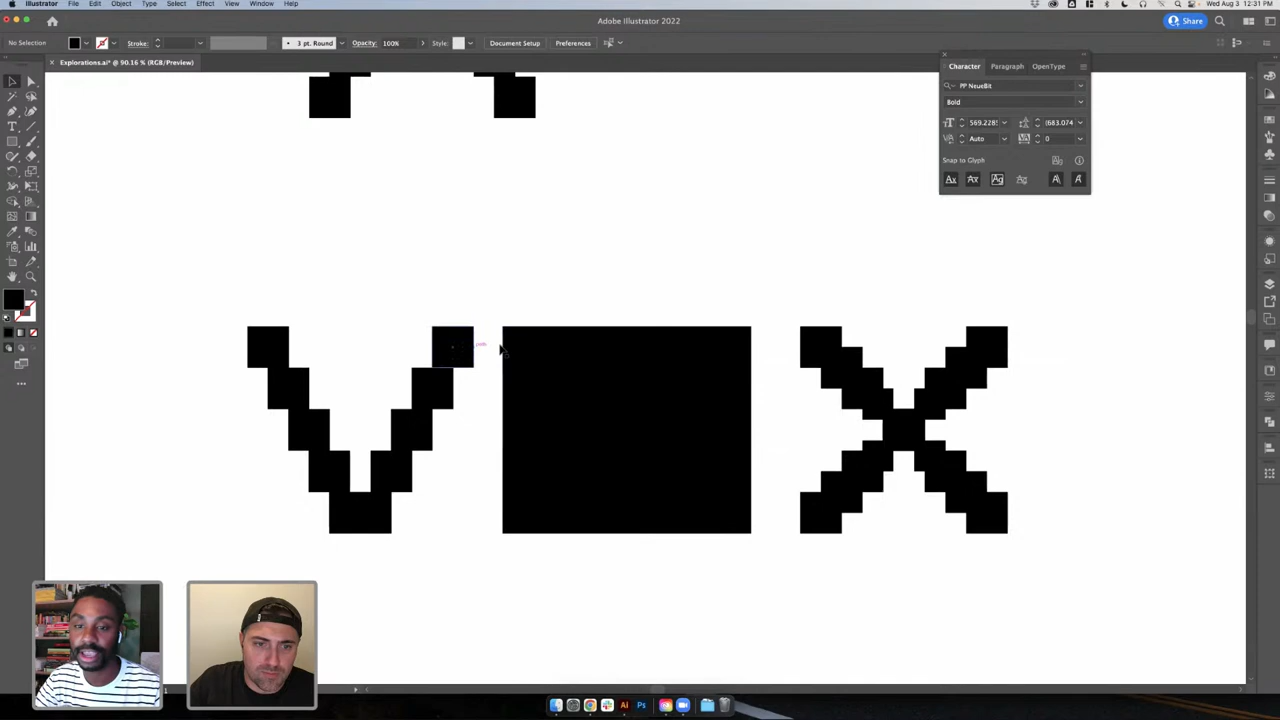 Illustrator File Edit Object Type Select Effect View Window Help
Wed Aug 3 12:31 PM
Adobe Illustrator 2022
Share
No Selection
Stroke:
3 pt. Round
Opacity: 100%
Style:
Document Setup
Preferences
Explorations.ai* @ 90.16 % (RGB/Preview)
Character Paragraph OpenType
PP NeueBit
Bold
569.228!
(683.074
Auto
0
Snap to Glyph
V X